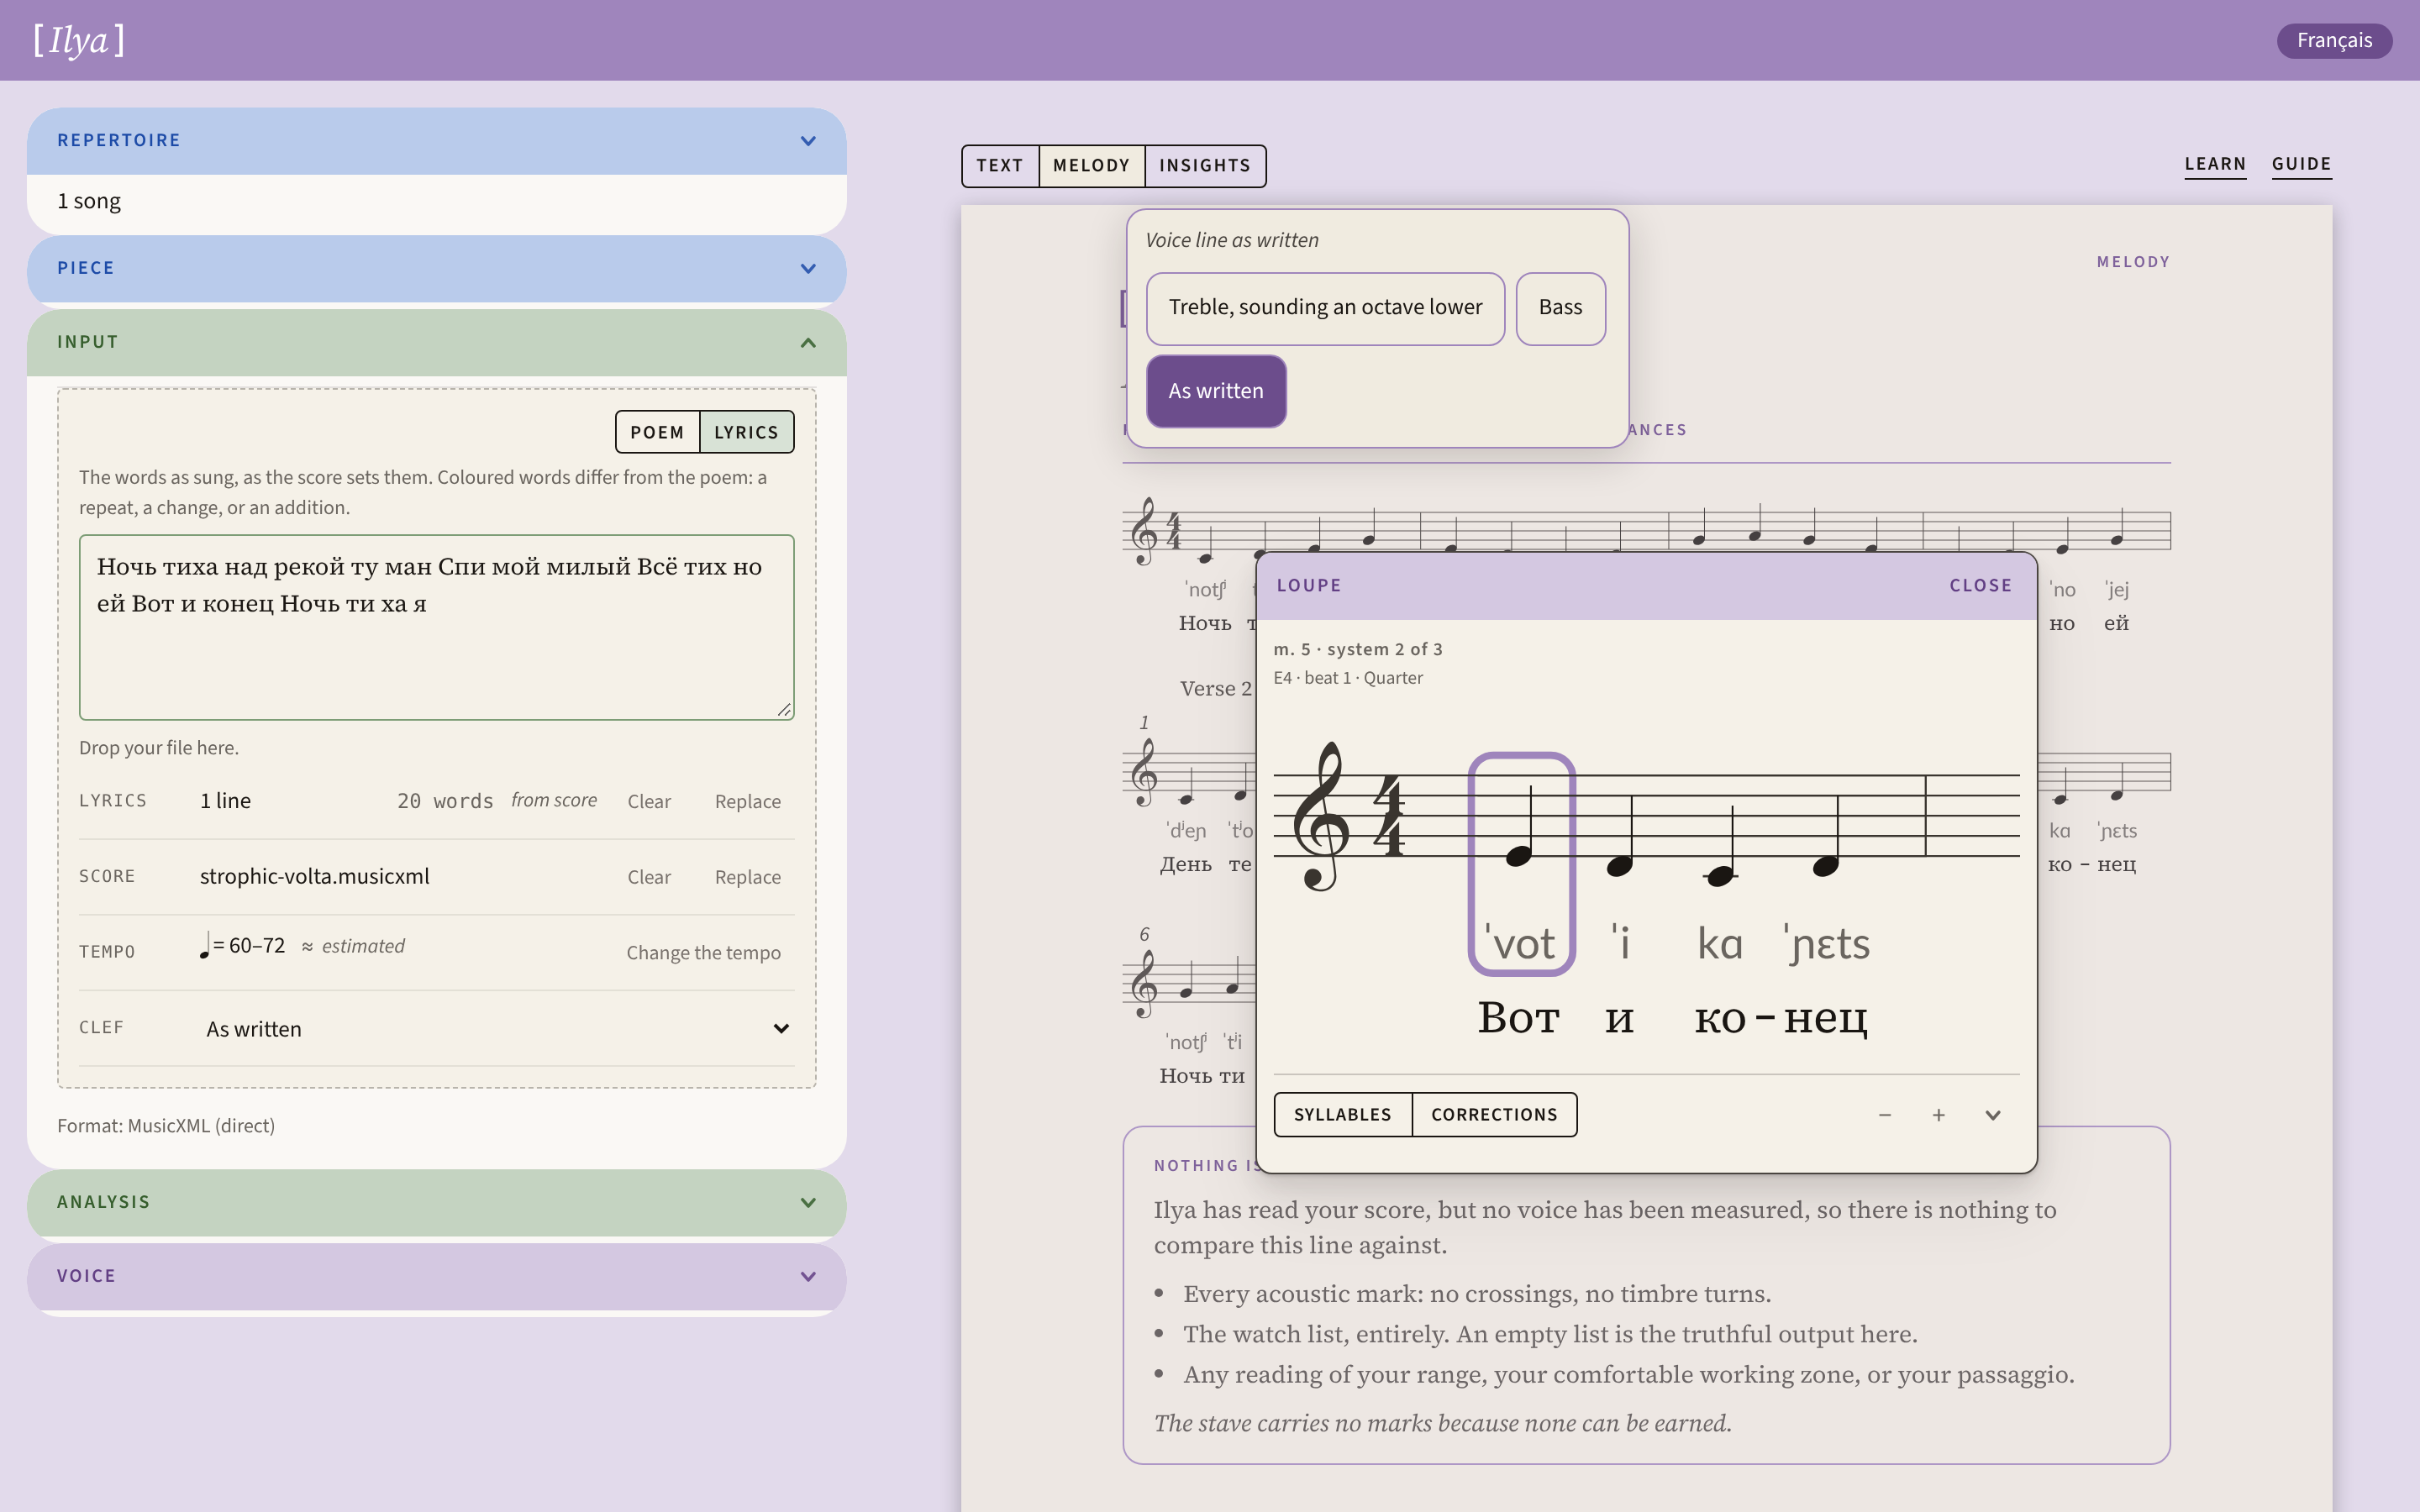 [Ilya]
Français
REPERTOIRE
1 song
PIECE
INPUT
POEM LYRICS
The words as sung, as the score sets them. Coloured words differ from the poem: a
repeat, a change, or an addition.
Ночь тиха над рекой ту ман Спи мой милый Всё тих но
ей Вот и конец Ночь ти ха я
Drop your file here.
LYRICS 1 line 20 words from score Clear Replace
SCORE strophic-volta.musicxml Clear Replace
TEMPO = 60–72 ≈ estimated Change the tempo
CLEF As written
Format: MusicXML (direct)
ANALYSIS
VOICE
TEXT MELODY INSIGHTS
LEARN GUIDE
Voice line as written
Treble, sounding an octave lower Bass
As written
MELODY
ANCES
4
4
ˈnotʃʲ
ˈno ˈjej
Ночь
но ей
Verse 2
1
ˈdʲeɲ ˈtʲo
ka ˈɲɛts
День те
ко – нец
6
ˈnotʃʲ ˈtʲi
Ночь ти
LOUPE CLOSE
m. 5 · system 2 of 3
E4 · beat 1 · Quarter
4
4
ˈvot ˈi ka ˈɲɛts
Вот и ко – нец
SYLLABLES CORRECTIONS
− +
NOTHING
Ilya has read your score, but no voice has been measured, so there is nothing to
compare this line against.
• Every acoustic mark: no crossings, no timbre turns.
• The watch list, entirely. An empty list is the truthful output here.
• Any reading of your range, your comfortable working zone, or your passaggio.
The stave carries no marks because none can be earned.